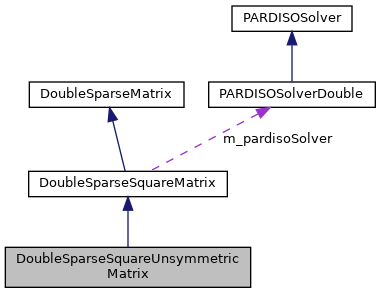 PARDISOSolver
DoubleSparseMatrix
PARDISOSolverDouble
m_pardisoSolver
DoubleSparseSquareMatrix
DoubleSparseSquareUnsymmetric
Matrix